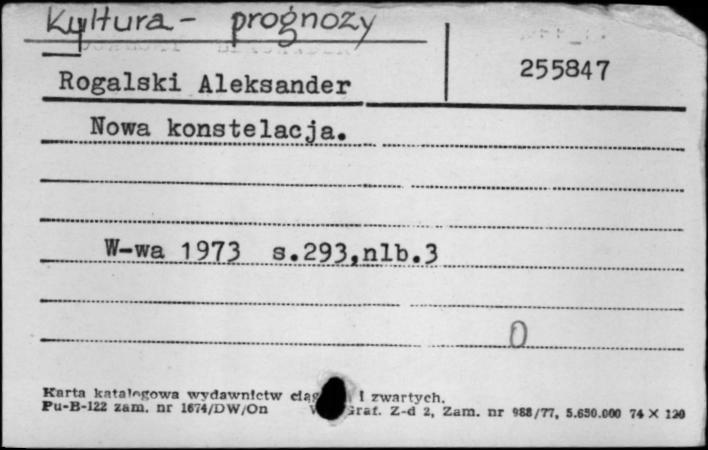 Kultura - prognozy
Rogalski Aleksander
255847
Nowa konstelacja.
W-wa 1973 s.293,nlb.3
0
Karta katalogowa wydawnictw i zwartych.
Pu-B-122 zam. nr 1674/DW/On Graf. Z-d 2, Zam. nr 988/77, 5.650.000 74 X 120